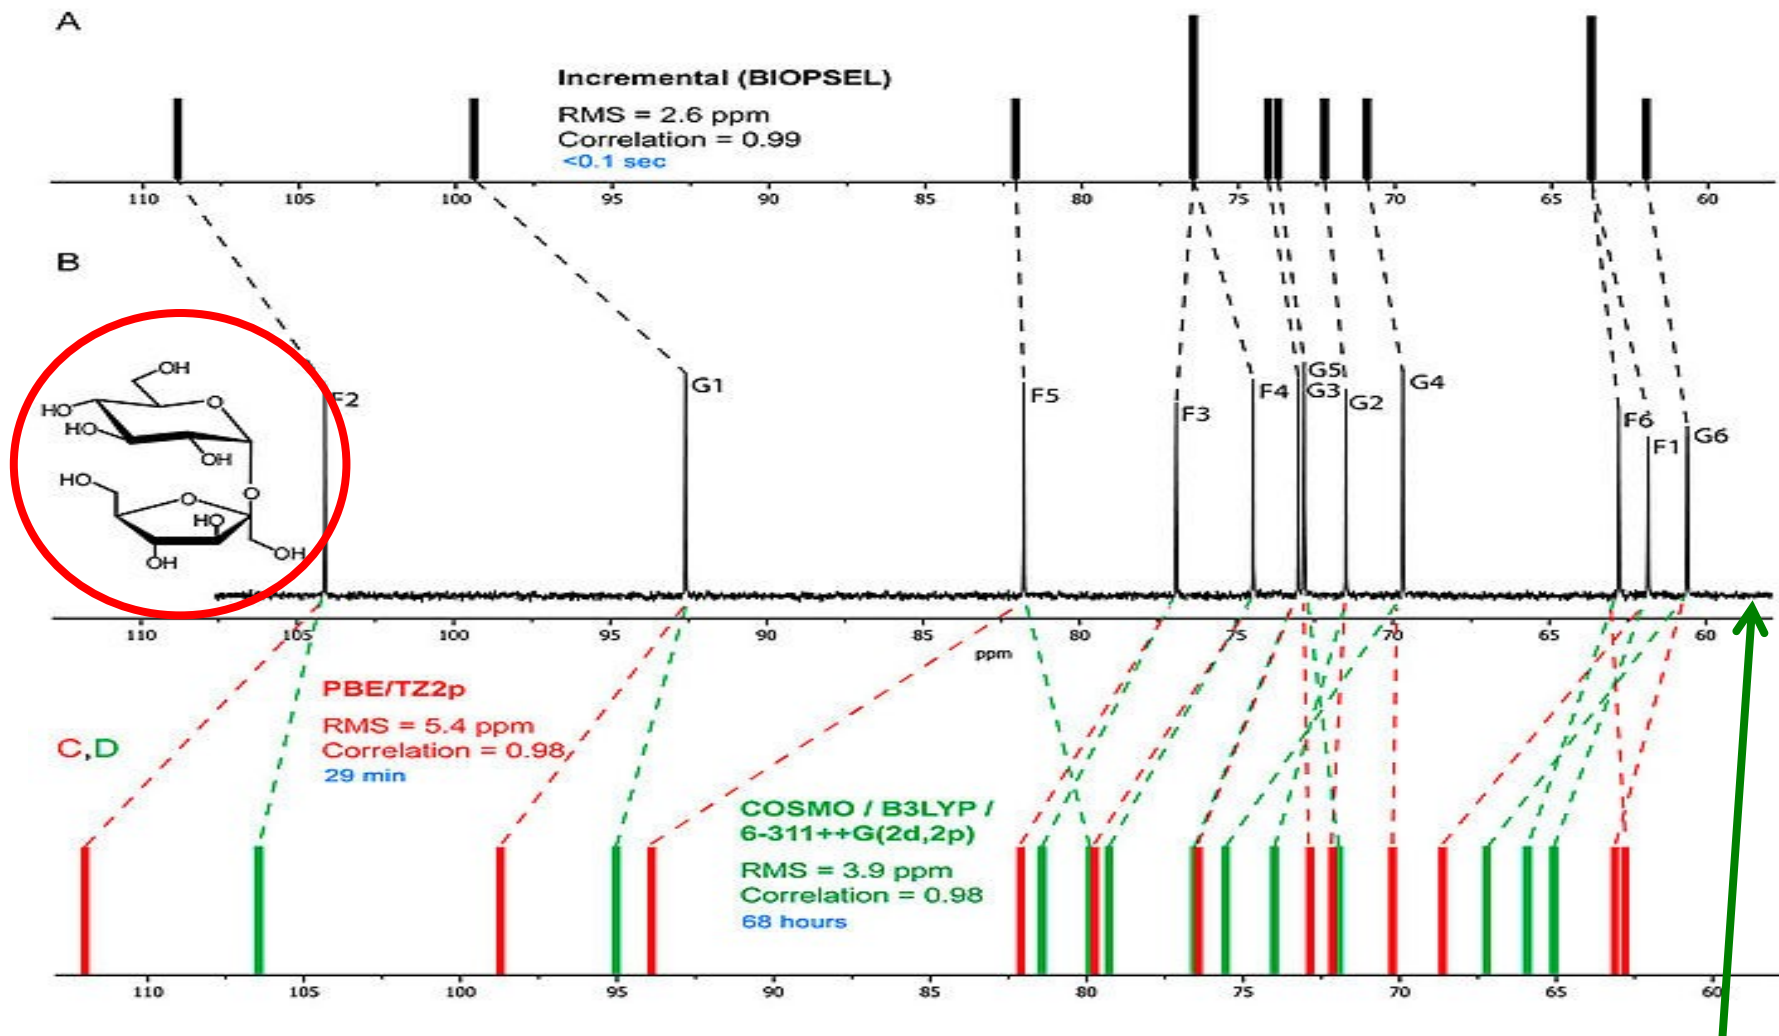 A
Incremental (BIOPSEL)
RMS = 2.6 ppm
Correlation = 0.99
<0.1 sec
110 105 100 95 90 85 80 75 70 65 60
B
OH
HO
O
HO
OH
HO
O
O
HO
OH
OH
F2
G1
F5
F3
F4
G5
G3
G2
G4
F6
F1
G6
110 105 100 95 90 85 80 75 70 65 60
ppm
C,D
PBE/TZ2p
RMS = 5.4 ppm
Correlation = 0.98
29 min
COSMO / B3LYP /
6-311++G(2d,2p)
RMS = 3.9 ppm
Correlation = 0.98
68 hours
110 105 100 95 90 85 80 75 70 65 60